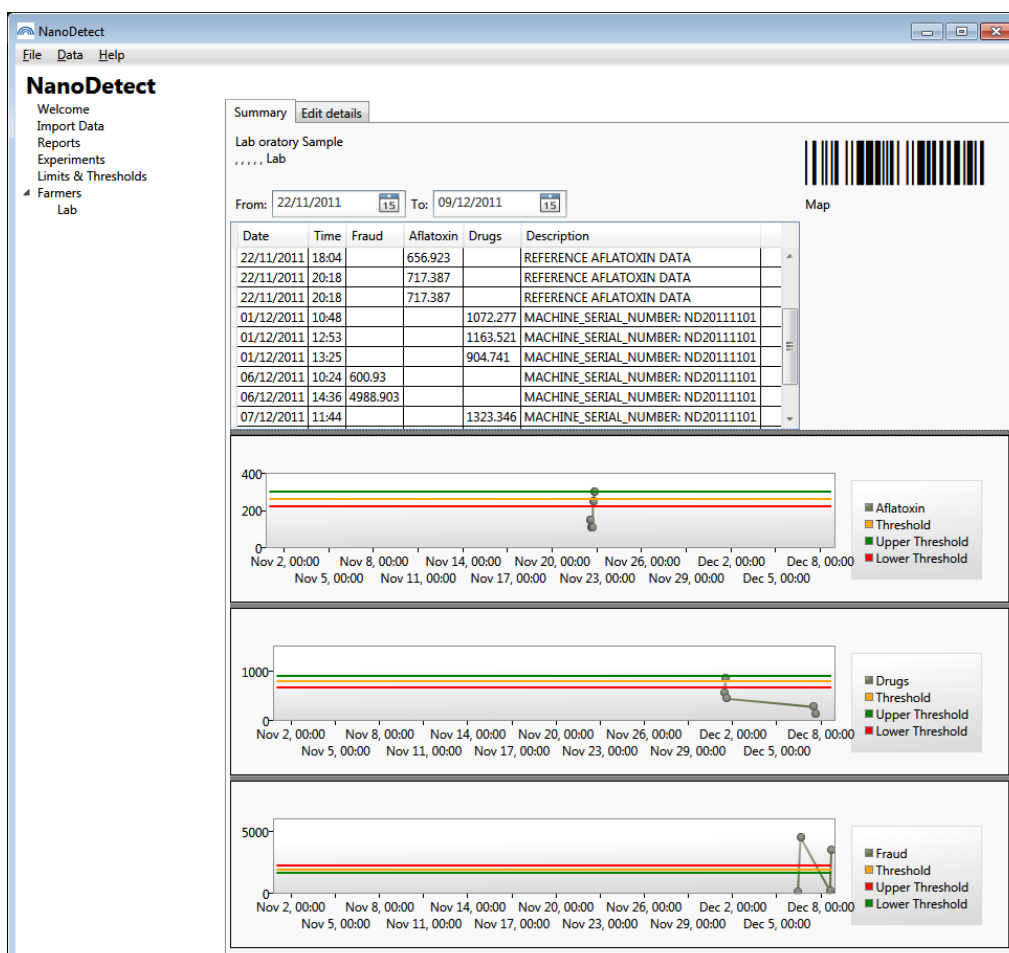 NanoDetect
File Data Help
NanoDetect
Welcome
Import Data
Reports
Experiments
Limits & Thresholds
Farmers
Lab
Summary Edit details
Lab oratory Sample
, , , , , Lab
Map
From: 22/11/2011 15 To: 09/12/2011 15
Date Time Fraud Aflatoxin Drugs Description
22/11/2011 18:04 656.923 REFERENCE AFLATOXIN DATA
22/11/2011 20:18 717.387 REFERENCE AFLATOXIN DATA
22/11/2011 20:18 717.387 REFERENCE AFLATOXIN DATA
01/12/2011 10:48 1072.277 MACHINE_SERIAL_NUMBER: ND20111101
01/12/2011 12:53 1163.521 MACHINE_SERIAL_NUMBER: ND20111101
01/12/2011 13:25 904.741 MACHINE_SERIAL_NUMBER: ND20111101
06/12/2011 10:24 600.93 MACHINE_SERIAL_NUMBER: ND20111101
06/12/2011 14:36 4988.903 MACHINE_SERIAL_NUMBER: ND20111101
07/12/2011 11:44 1323.346 MACHINE_SERIAL_NUMBER: ND20111101
400
200
0
Nov 2, 00:00 Nov 8, 00:00 Nov 14, 00:00 Nov 20, 00:00 Nov 26, 00:00 Dec 2, 00:00 Dec 8, 00:00
Nov 5, 00:00 Nov 11, 00:00 Nov 17, 00:00 Nov 23, 00:00 Nov 29, 00:00 Dec 5, 00:00
Aflatoxin
Threshold
Upper Threshold
Lower Threshold
1000
0
Nov 2, 00:00 Nov 8, 00:00 Nov 14, 00:00 Nov 20, 00:00 Nov 26, 00:00 Dec 2, 00:00 Dec 8, 00:00
Nov 5, 00:00 Nov 11, 00:00 Nov 17, 00:00 Nov 23, 00:00 Nov 29, 00:00 Dec 5, 00:00
Drugs
Threshold
Upper Threshold
Lower Threshold
5000
0
Nov 2, 00:00 Nov 8, 00:00 Nov 14, 00:00 Nov 20, 00:00 Nov 26, 00:00 Dec 2, 00:00 Dec 8, 00:00
Nov 5, 00:00 Nov 11, 00:00 Nov 17, 00:00 Nov 23, 00:00 Nov 29, 00:00 Dec 5, 00:00
Fraud
Threshold
Upper Threshold
Lower Threshold